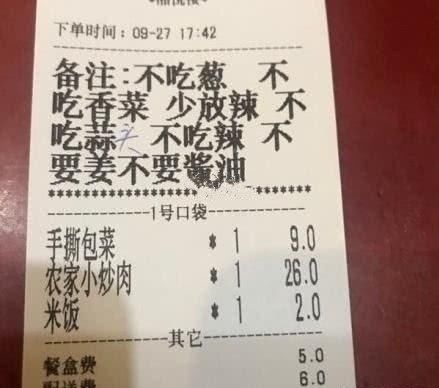 下单时间：09-27 17:42
备注：不吃葱 不
吃香菜 少放辣 不
吃蒜 不吃辣 不
要姜不要酱油
********************************
1号口袋
手撕包菜 * 1 9.0
农家小炒肉 * 1 26.0
米饭 * 1 2.0
其它
餐盒费 5.0
配送费 6.0